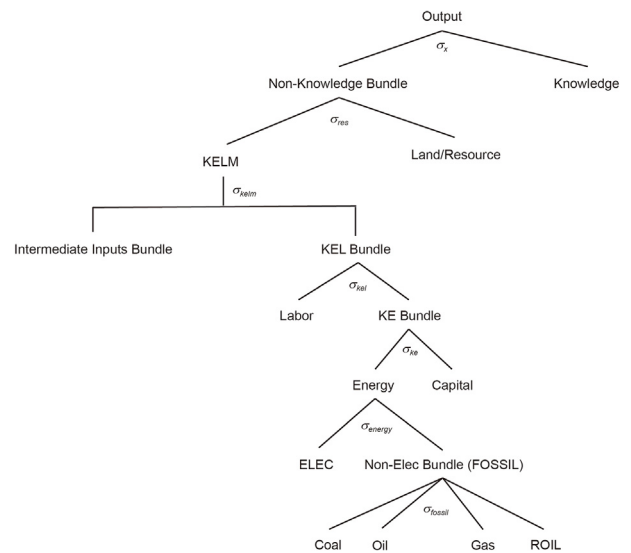 Output
σx
Non-Knowledge Bundle
Knowledge
σres
KELM
Land/Resource
σkelm
Intermediate Inputs Bundle
KEL Bundle
σkel
Labor
KE Bundle
σke
Energy
Capital
σenergy
ELEC
Non-Elec Bundle (FOSSIL)
σfossil
Coal
Oil
Gas
ROIL